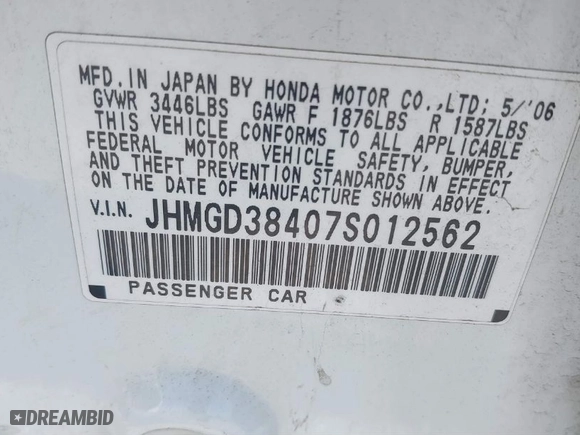 MFD. IN JAPAN BY HONDA MOTOR CO.,LTD; 5/'06
GVWR 3446LBS GAWR F 1876LBS R 1587LBS
THIS VEHICLE CONFORMS TO ALL APPLICABLE
FEDERAL MOTOR VEHICLE SAFETY, BUMPER,
AND THEFT PREVENTION STANDARDS IN EFFECT
ON THE DATE OF MANUFACTURE SHOWN ABOVE.
V.I.N. JHMGD38407S012562
PASSENGER CAR
DREAMBID